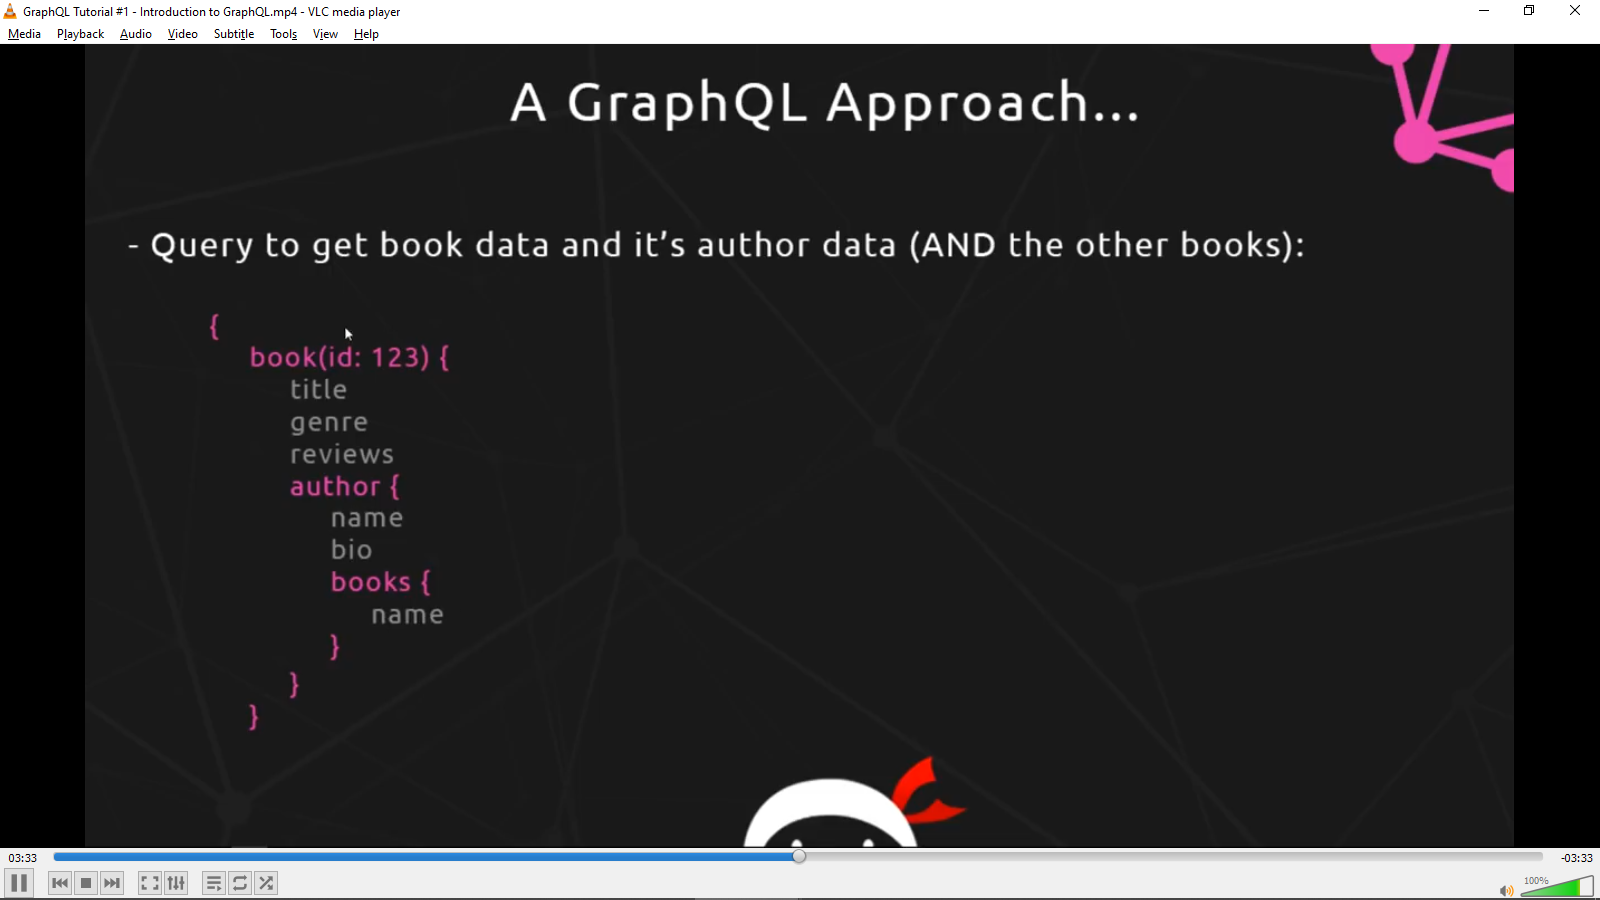 GraphQL Tutorial #1 - Introduction to GraphQL.mp4 - VLC media player
Media Playback Audio Video Subtitle Tools View Help
A GraphQL Approach...
- Query to get book data and it’s author data (AND the other books):
{
book(id: 123) {
title
genre
reviews
author {
name
bio
books {
name
}
}
}
03:33 -03:33
100%